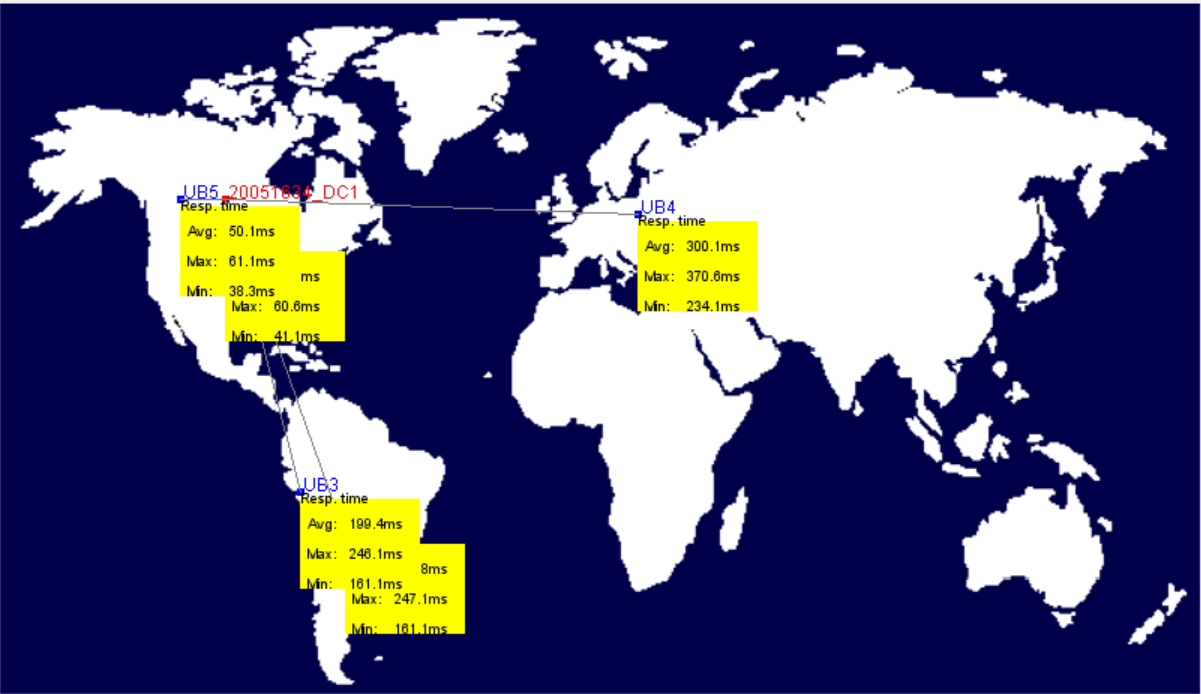 UB5 20051634_DC1
Resp. time
Avg: 50.1ms
Max: 61.1ms
Min: 38.3ms
ms
Max: 60.6ms
Min: 41.1ms
UB4
Resp. time
Avg: 300.1ms
Max: 370.6ms
Min: 234.1ms
UB3
Resp. time
Avg: 199.4ms
Max: 246.1ms
Min: 161.1ms
8ms
Max: 247.1ms
Min: 161.1ms